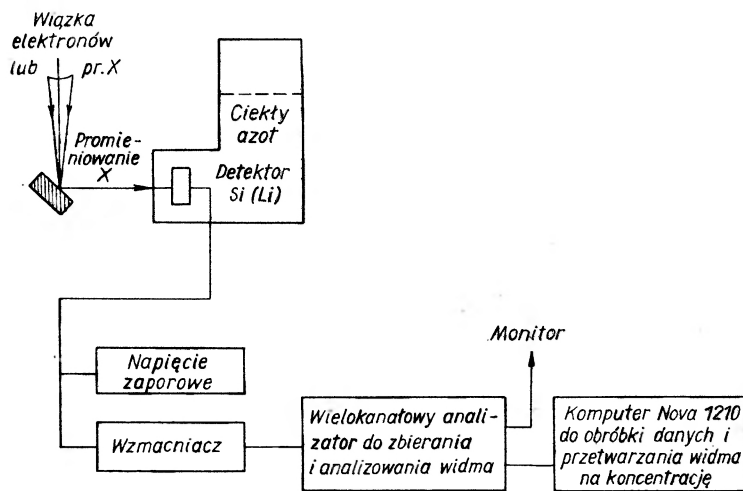 Wiązka
elektronów
lub pr. X
Promie-
niowanie
X
Ciekły
azot
Detektor
Si (Li)
Napięcie
zaporowe
Wzmacniacz
Wielokanałowy anali-
zator do zbierania
i analizowania widma
Monitor
Komputer Nova 1210
do obróbki danych i
przetwarzania widma
na koncentrację